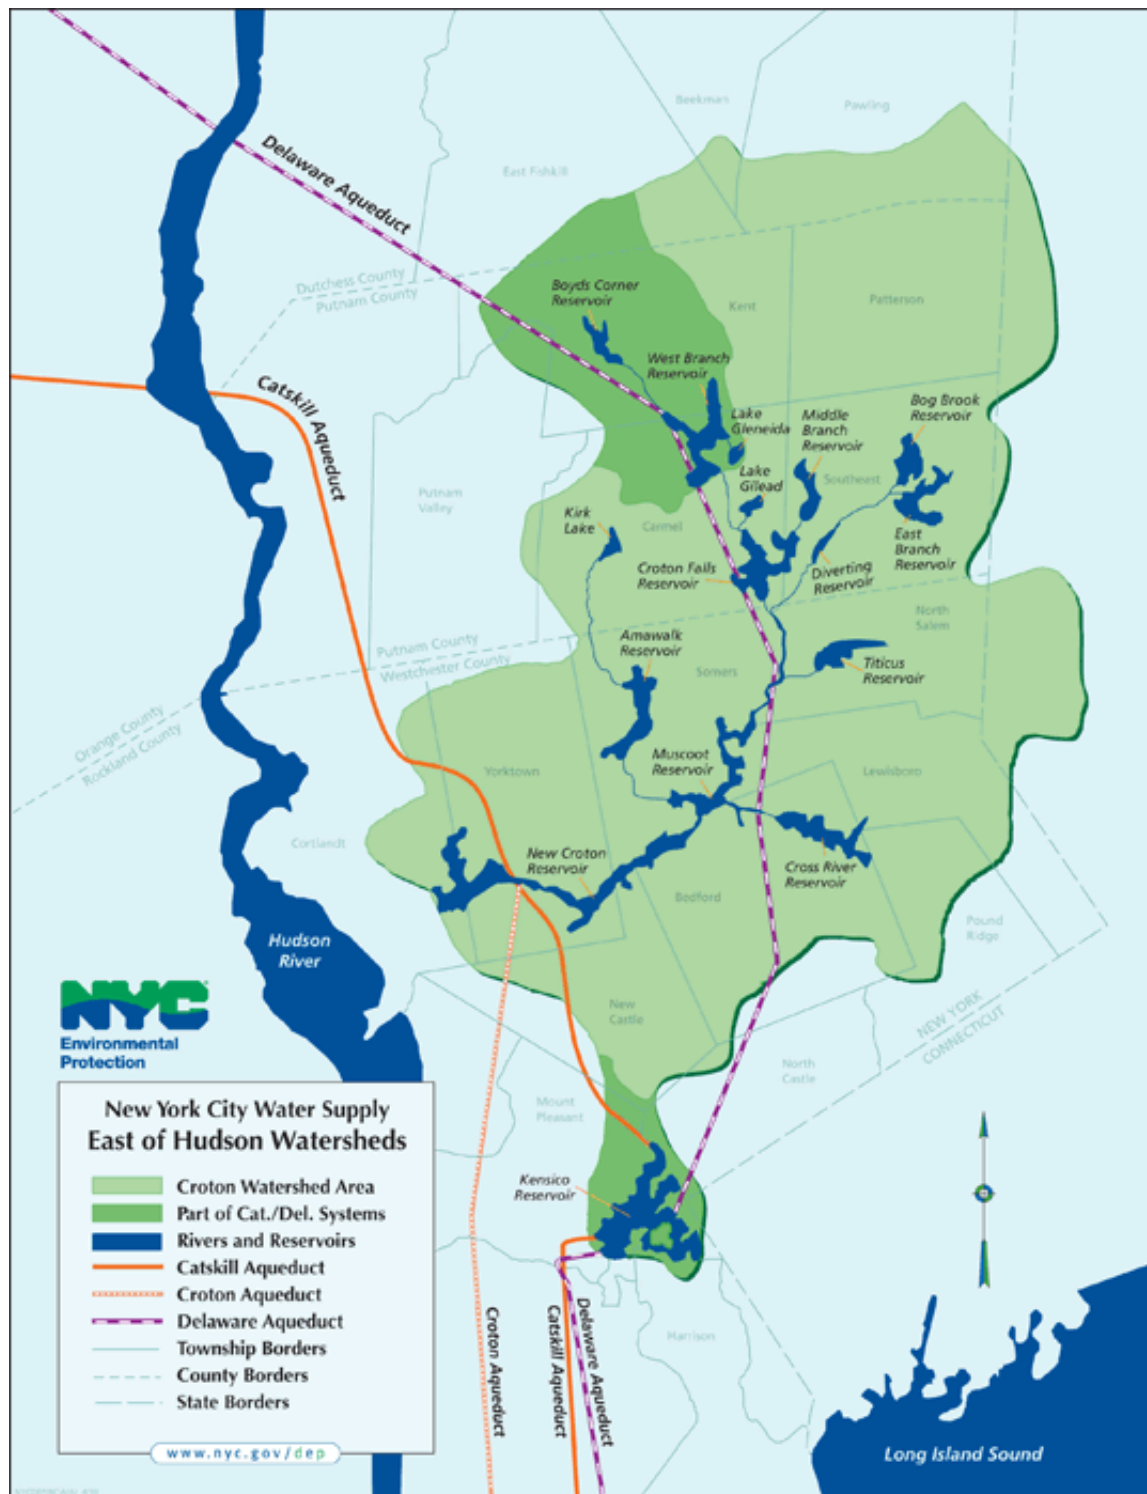 Beekman
Pawling
East Fishkill
Delaware Aqueduct
Dutchess County
Putnam County
Boyds Corner
Reservoir
Kent
Patterson
West Branch
Reservoir
Catskill Aqueduct
Lake
Gleneida
Middle
Branch
Reservoir
Bog Brook
Reservoir
Lake
Gilead
Southeast
Putnam
Valley
Kirk
Lake
Carmel
East
Branch
Reservoir
Croton Falls
Reservoir
Diverting
Reservoir
North
Salem
Amawalk
Reservoir
Putnam County
Westchester County
Somers
Titicus
Reservoir
Orange County
Rockland County
Yorktown
Muscoot
Reservoir
Lewisboro
Cortlandt
New Croton
Reservoir
Cross River
Reservoir
Bedford
Pound
Ridge
Hudson
River
NYC
Environmental
Protection
New
Castle
NEW YORK
CONNECTICUT
North
Castle
Mount
Pleasant
New York City Water Supply
East of Hudson Watersheds
Croton Watershed Area
Part of Cat./Del. Systems
Rivers and Reservoirs
Catskill Aqueduct
Croton Aqueduct
Delaware Aqueduct
Township Borders
County Borders
State Borders
www.nyc.gov/dep
Kensico
Reservoir
Croton Aqueduct
Catskill Aqueduct
Delaware Aqueduct
Harrison
Long Island Sound